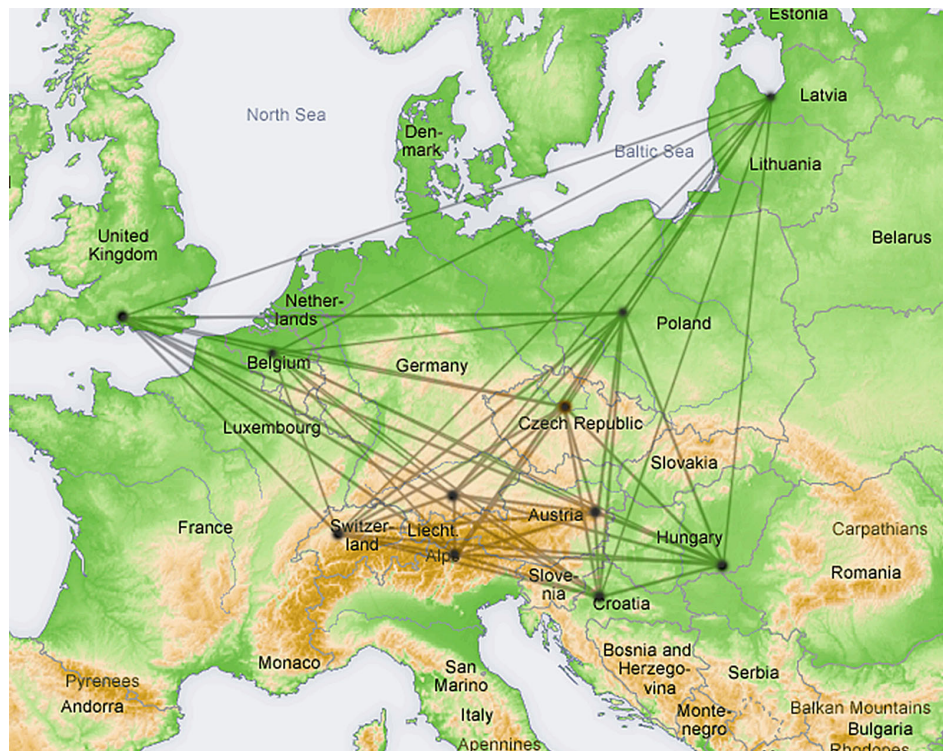 Estonia
Latvia
North Sea
Den-
mark
Baltic Sea
Lithuania
United
Kingdom
Belarus
Nether-
lands
Poland
Belgium
Germany
Czech Republic
Luxembourg
Slovakia
France
Switzer-
land
Liecht.
Austria
Hungary
Carpathians
Alps
Slove-
nia
Romania
Croatia
Monaco
Bosnia and
Herzego-
vina
Serbia
San
Marino
Pyrenees
Andorra
Italy
Monte-
negro
Balkan Mountains
Bulgaria
Apennines
Rhodopes